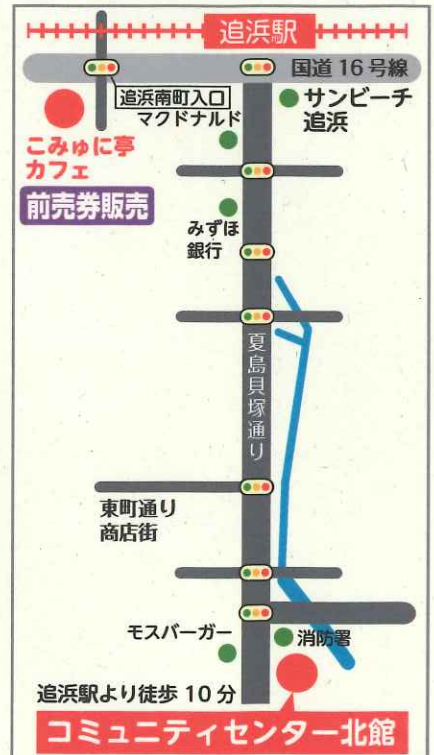 追浜駅
国道16号線
追浜南町入口
サンビーチ
追浜
マクドナルド
こみゅに亭
カフェ
前売券販売
みずほ
銀行
夏島貝塚通り
東町通り
商店街
モスバーガー
消防署
追浜駅より徒歩10分
コミュニティセンター北館